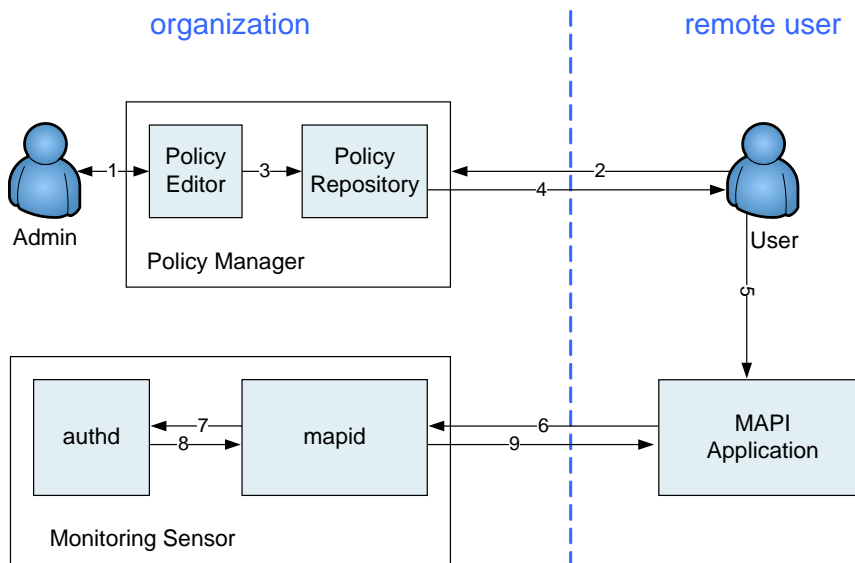 organization
remote user
Policy
Editor
Policy
Repository
1
3
2
4
Admin
User
Policy Manager
5
authd
mapid
MAPI
Application
7
8
6
9
Monitoring Sensor